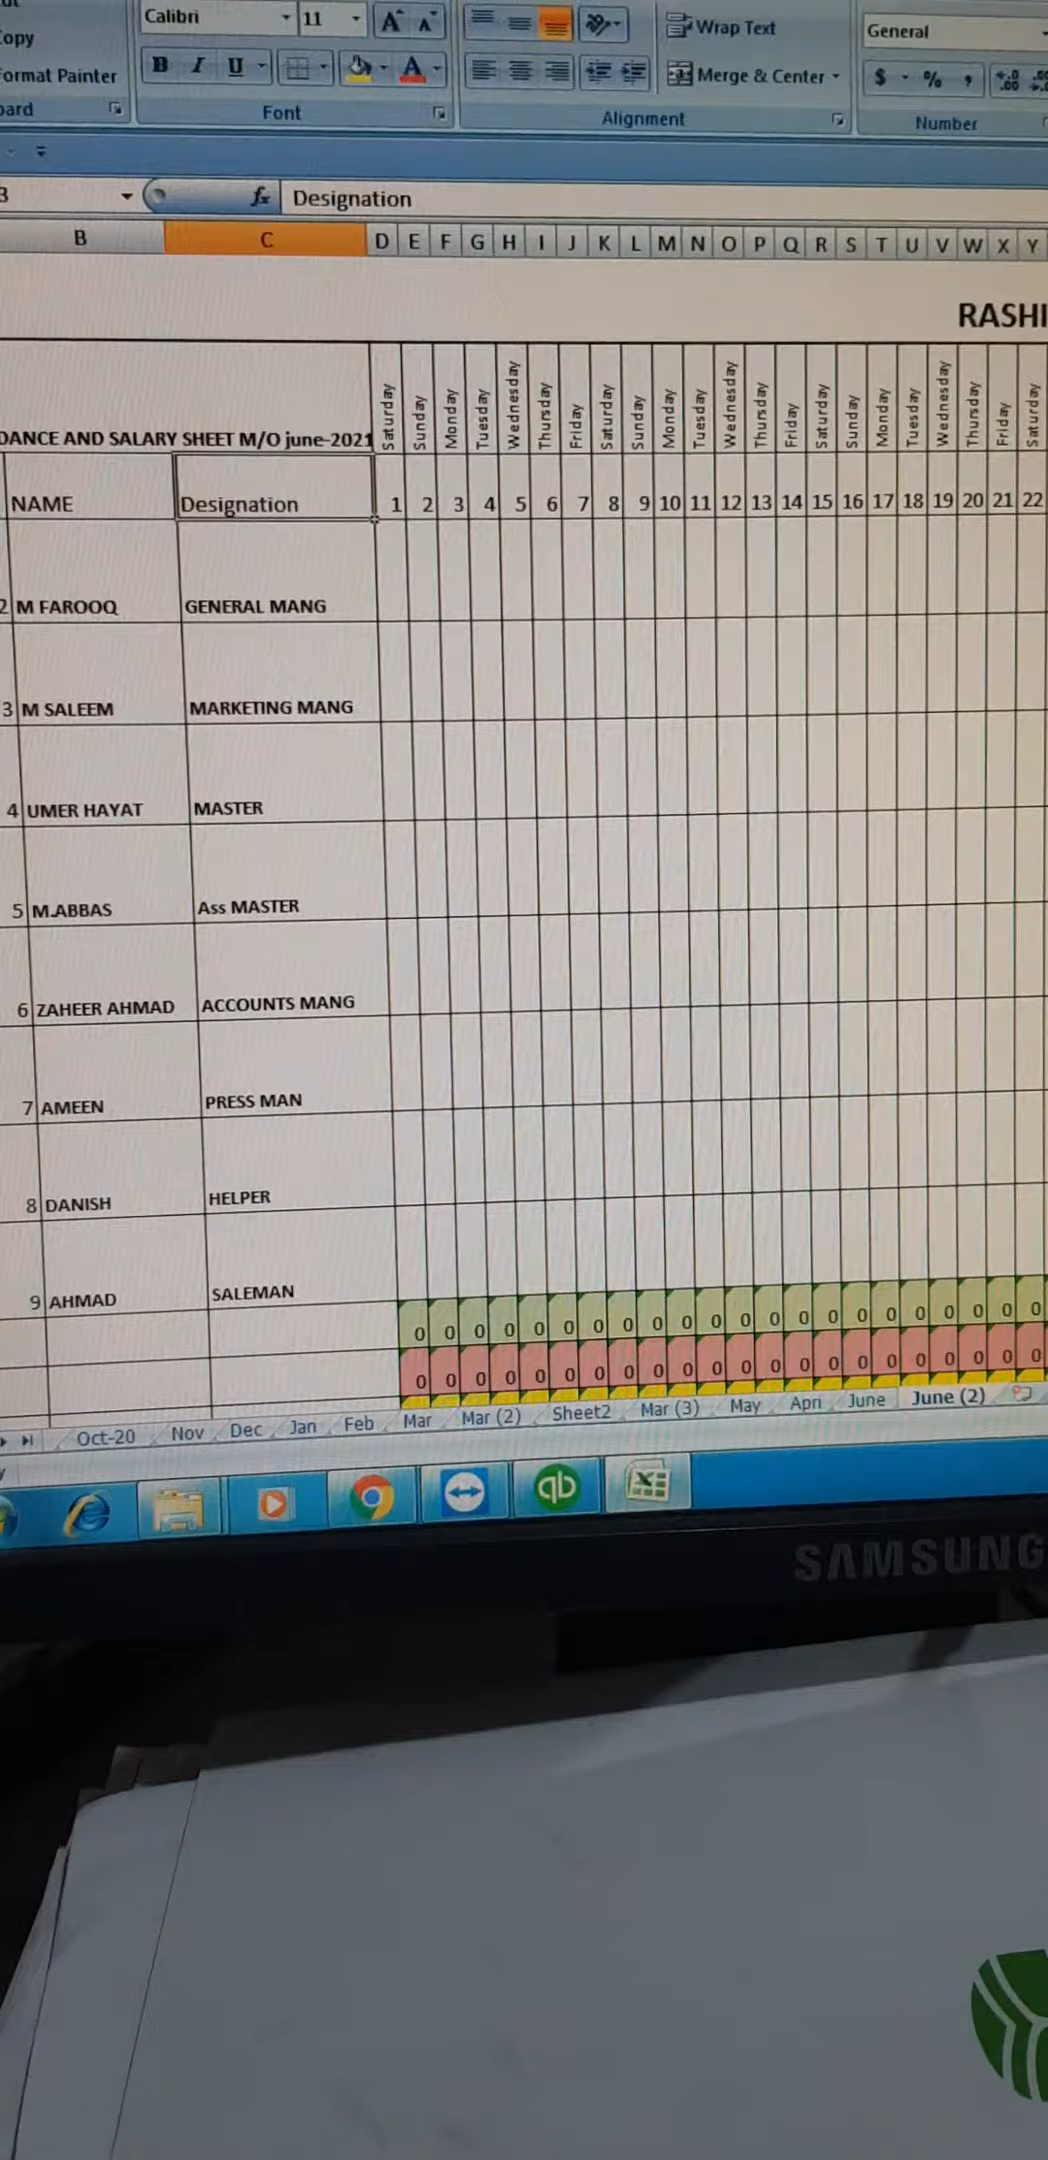 Calibri 11 A A Wrap Text General
opy
ormat Painter B I U A Merge & Center $ % , .0 .00
oard Font Alignment Number
3 fx Designation
B C D E F G H I J K L M N O P Q R S T U V W X Y
RASHI
DANCE AND SALARY SHEET M/O june-2021 Saturday Sunday Monday Tuesday Wednesday Thursday Friday Saturday Sunday Monday Tuesday Wednesday Thursday Friday Saturday Sunday Monday Tuesday Wednesday Thursday Friday Saturday
NAME Designation 1 2 3 4 5 6 7 8 9 10 11 12 13 14 15 16 17 18 19 20 21 22
2 M FAROOQ GENERAL MANG
3 M SALEEM MARKETING MANG
4 UMER HAYAT MASTER
5 M.ABBAS Ass MASTER
6 ZAHEER AHMAD ACCOUNTS MANG
7 AMEEN PRESS MAN
8 DANISH HELPER
9 AHMAD SALEMAN
0 0 0 0 0 0 0 0 0 0 0 0 0 0 0 0 0 0 0 0 0
0 0 0 0 0 0 0 0 0 0 0 0 0 0 0 0 0 0 0 0 0
Oct-20 Nov Dec Jan Feb Mar Mar (2) Sheet2 Mar (3) May Apri June June (2)
qb
SAMSUNG